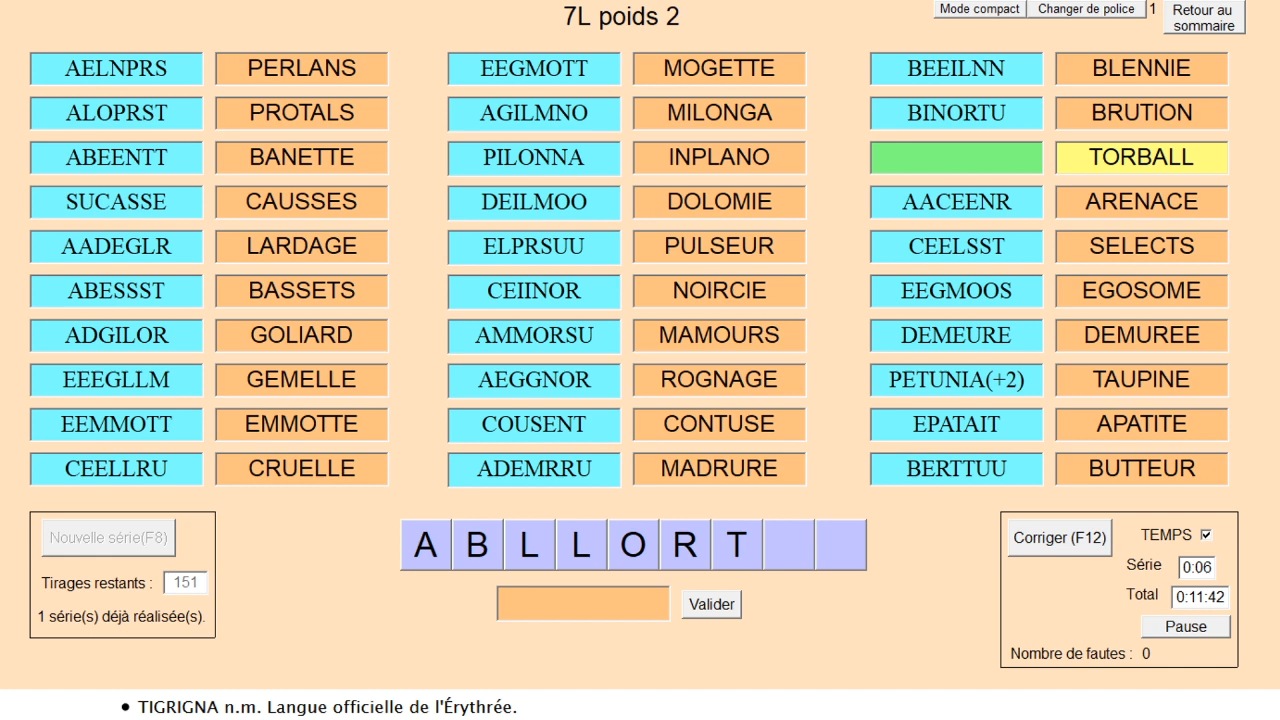 7L poids 2
Mode compact Changer de police 1 Retour au sommaire
AELNPRS PERLANS EEGMOTT MOGETTE BEEILNN BLENNIE
ALOPRST PROTALS AGILMNO MILONGA BINORTU BRUTION
ABEENTT BANETTE PILONNA INPLANO TORBALL
SUCASSE CAUSSES DEILMOO DOLOMIE AACEENR ARENACE
AADEGLR LARDAGE ELPRSUU PULSEUR CEELSST SELECTS
ABESSST BASSETS CEIINOR NOIRCIE EEGMOOS EGOSOME
ADGILOR GOLIARD AMMORSU MAMOURS DEMEURE DEMUREE
EEEGLLM GEMELLE AEGGNOR ROGNAGE PETUNIA(+2) TAUPINE
EEMMOTT EMMOTTE COUSENT CONTUSE EPATAIT APATITE
CEELLRU CRUELLE ADEMRRU MADRURE BERTTUU BUTTEUR
Nouvelle série(F8)
Tirages restants : 151
1 série(s) déjà réalisée(s).
A B L L O R T
Valider
Corriger (F12) TEMPS
Série 0:06
Total 0:11:42
Pause
Nombre de fautes : 0
• TIGRIGNA n.m. Langue officielle de l'Érythrée.